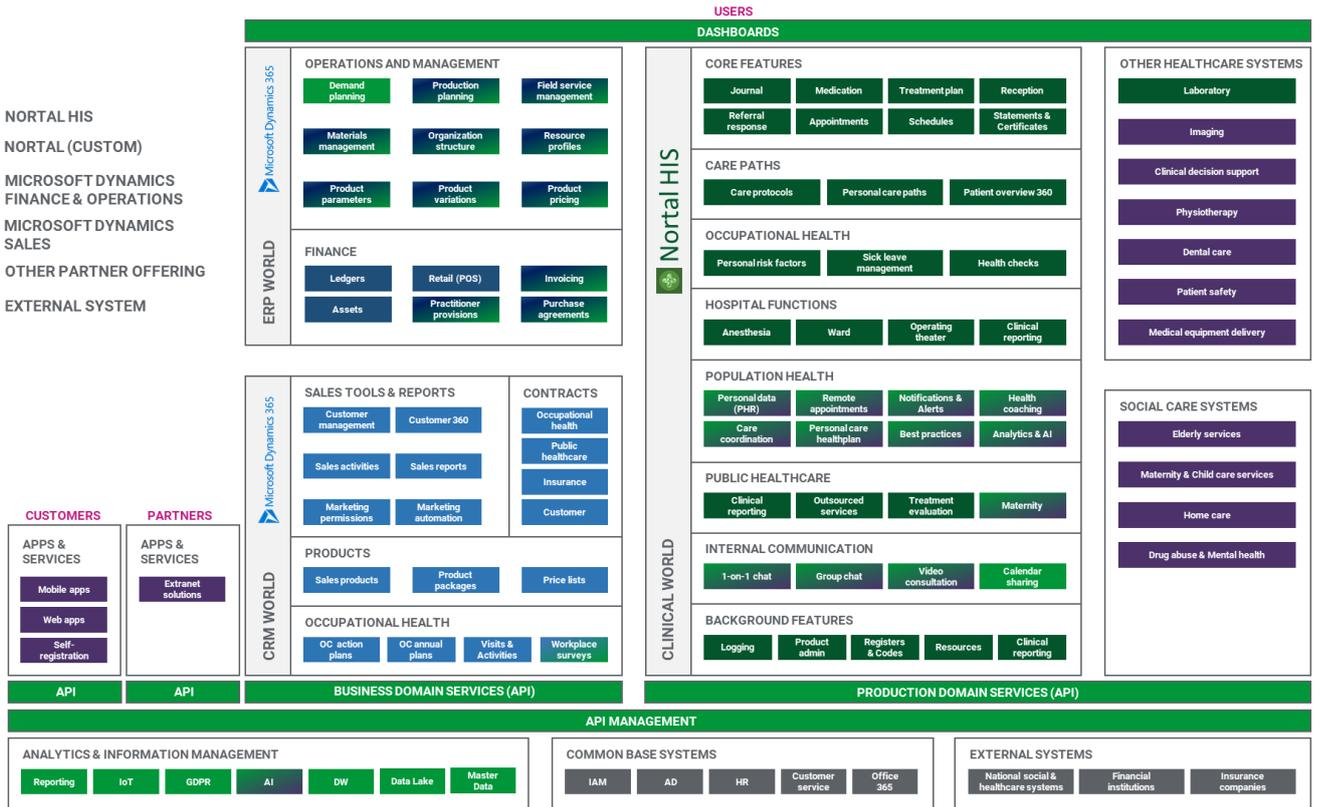 USERS
DASHBOARDS
NORTAL HIS
NORTAL (CUSTOM)
MICROSOFT DYNAMICS
FINANCE & OPERATIONS
MICROSOFT DYNAMICS
SALES
OTHER PARTNER OFFERING
EXTERNAL SYSTEM
Microsoft Dynamics 365
ERP WORLD
OPERATIONS AND MANAGEMENT
Demand
planning
Production
planning
Field service
management
Materials
management
Organization
structure
Resource
profiles
Product
parameters
Product
variations
Product
pricing
FINANCE
Ledgers
Retail (POS)
Invoicing
Assets
Practitioner
provisions
Purchase
agreements
Microsoft Dynamics 365
CRM WORLD
SALES TOOLS & REPORTS
Customer
management
Customer 360
Sales activities
Sales reports
Marketing
permissions
Marketing
automation
CONTRACTS
Occupational
health
Public
healthcare
Insurance
Customer
PRODUCTS
Sales products
Product
packages
Price lists
OCCUPATIONAL HEALTH
OC action
plans
OC annual
plans
Visits &
Activities
Workplace
surveys
Nortal HIS
CLINICAL WORLD
CORE FEATURES
Journal
Medication
Treatment plan
Reception
Referral
response
Appointments
Schedules
Statements &
Certificates
CARE PATHS
Care protocols
Personal care paths
Patient overview 360
OCCUPATIONAL HEALTH
Personal risk factors
Sick leave
management
Health checks
HOSPITAL FUNCTIONS
Anesthesia
Ward
Operating
theater
Clinical
reporting
POPULATION HEALTH
Personal data
(PHR)
Remote
appointments
Notifications &
Alerts
Health
coaching
Care
coordination
Personal care
healthplan
Best practices
Analytics & AI
PUBLIC HEALTHCARE
Clinical
reporting
Outsourced
services
Treatment
evaluation
Maternity
INTERNAL COMMUNICATION
1-on-1 chat
Group chat
Video
consultation
Calendar
sharing
BACKGROUND FEATURES
Logging
Product
admin
Registers
& Codes
Resources
Clinical
reporting
OTHER HEALTHCARE SYSTEMS
Laboratory
Imaging
Clinical decision support
Physiotherapy
Dental care
Patient safety
Medical equipment delivery
SOCIAL CARE SYSTEMS
Elderly services
Maternity & Child care services
Home care
Drug abuse & Mental health
CUSTOMERS
APPS &
SERVICES
Mobile apps
Web apps
Self-
registration
PARTNERS
APPS &
SERVICES
Extranet
solutions
API
API
BUSINESS DOMAIN SERVICES (API)
PRODUCTION DOMAIN SERVICES (API)
API MANAGEMENT
ANALYTICS & INFORMATION MANAGEMENT
Reporting
IoT
GDPR
AI
DW
Data Lake
Master
Data
COMMON BASE SYSTEMS
IAM
AD
HR
Customer
service
Office
365
EXTERNAL SYSTEMS
National social &
healthcare systems
Financial
institutions
Insurance
companies